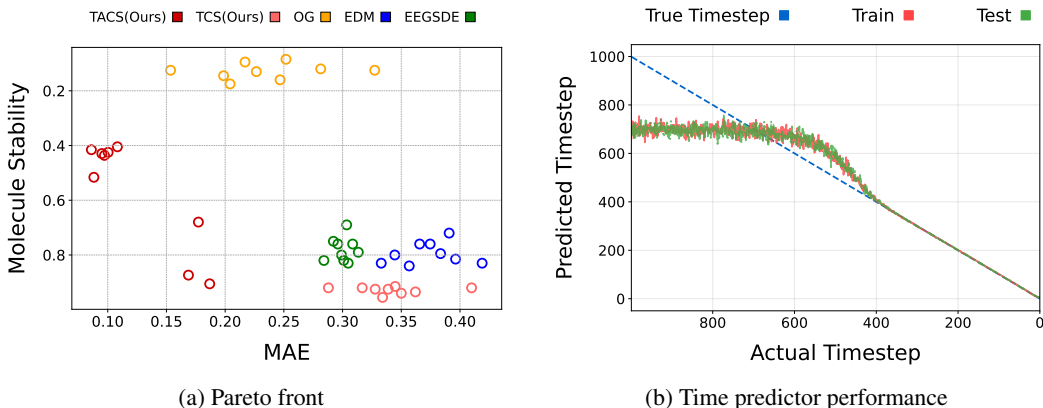 TACS(Ours) TCS(Ours) OG EDM EEGSDE
Molecule Stability
0.2
0.4
0.6
0.8
0.10 0.15 0.20 0.25 0.30 0.35 0.40
MAE
(a) Pareto front
True Timestep Train Test
Predicted Timestep
1000
800
600
400
200
0
800 600 400 200 0
Actual Timestep
(b) Time predictor performance